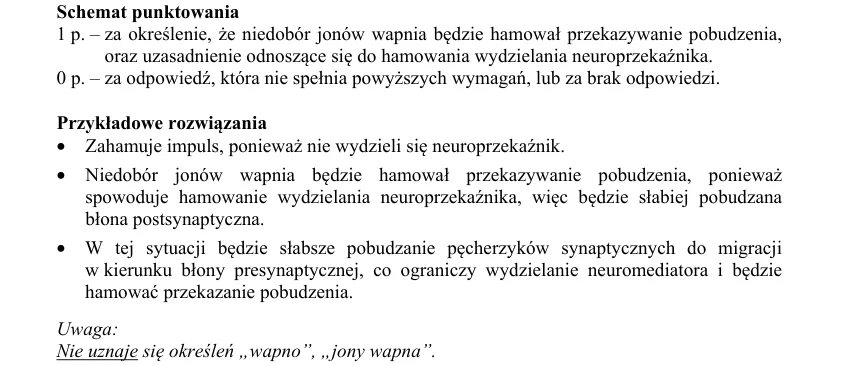 Schemat punktowania
1 p. – za określenie, że niedobór jonów wapnia będzie hamował przekazywanie pobudzenia,
oraz uzasadnienie odnoszące się do hamowania wydzielania neuroprzekaźnika.
0 p. – za odpowiedź, która nie spełnia powyższych wymagań, lub za brak odpowiedzi.
Przykładowe rozwiązania
• Zahamuje impuls, ponieważ nie wydzieli się neuroprzekaźnik.
• Niedobór jonów wapnia będzie hamował przekazywanie pobudzenia, ponieważ
spowoduje hamowanie wydzielania neuroprzekaźnika, więc będzie słabiej pobudzana
błona postsynaptyczna.
• W tej sytuacji będzie słabsze pobudzanie pęcherzyków synaptycznych do migracji
w kierunku błony presynaptycznej, co ograniczy wydzielanie neuromediatora i będzie
hamować przekazanie pobudzenia.
Uwaga:
Nie uznaje się określeń „wapno”, „jony wapna”.